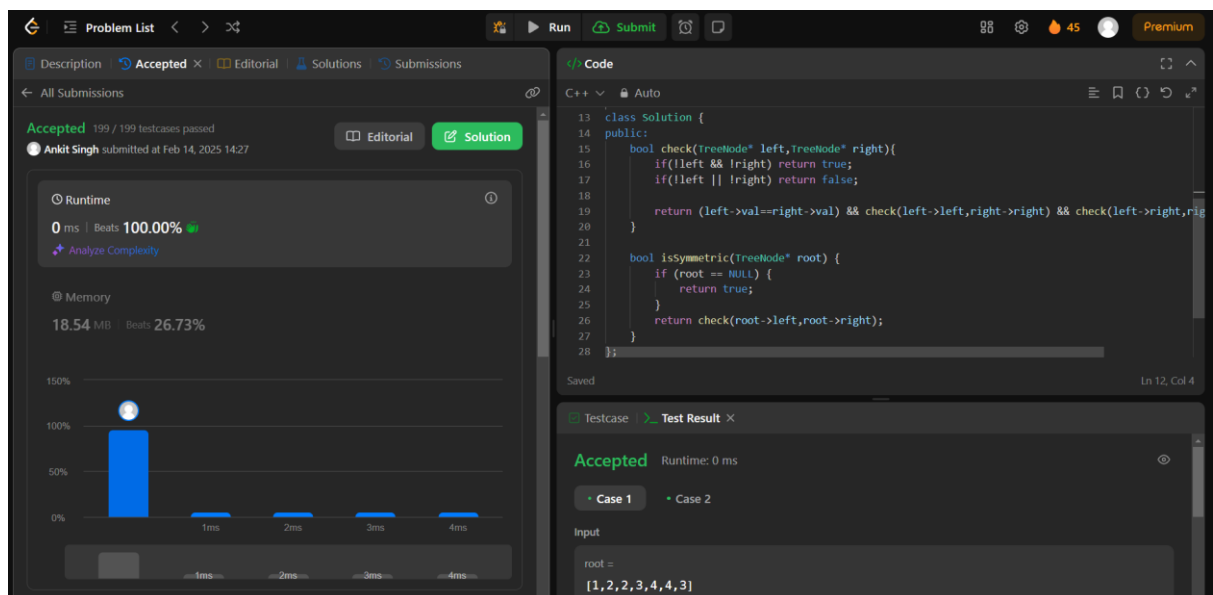 Problem List
Run
Submit
45
Premium
Description
Accepted
Editorial
Solutions
Submissions
All Submissions
Accepted 199 / 199 testcases passed
Ankit Singh submitted at Feb 14, 2025 14:27
Editorial
Solution
Runtime
0 ms | Beats 100.00%
Analyze Complexity
Memory
18.54 MB | Beats 26.73%
150%
100%
50%
0%
1ms 2ms 3ms 4ms
1ms 2ms 3ms 4ms
</> Code
C++ Auto
13 class Solution {
14 public:
15 bool check(TreeNode* left,TreeNode* right){
16 if(!left && !right) return true;
17 if(!left || !right) return false;
18
19 return (left->val==right->val) && check(left->left,right->right) && check(left->right,rig
20 }
21
22 bool isSymmetric(TreeNode* root) {
23 if (root == NULL) {
24 return true;
25 }
26 return check(root->left,root->right);
27 }
28 };
Saved
Ln 12, Col 4
Testcase
>_ Test Result
Accepted Runtime: 0 ms
• Case 1 • Case 2
Input
root =
[1,2,2,3,4,4,3]